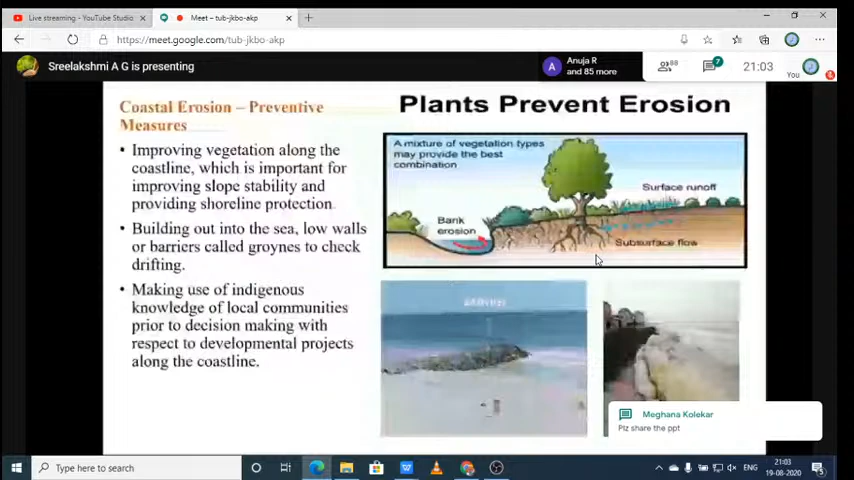 Live streaming - YouTube Studio
Meet – tub-jkbo-akp
https://meet.google.com/tub-jkbo-akp
Sreelakshmi A G is presenting
A
Anuja R
and 85 more
88
7
21:03
You
Coastal Erosion – Preventive
Measures
• Improving vegetation along the
coastline, which is important for
improving slope stability and
providing shoreline protection.
• Building out into the sea, low walls
or barriers called groynes to check
drifting.
• Making use of indigenous
knowledge of local communities
prior to decision making with
respect to developmental projects
along the coastline.
Plants Prevent Erosion
A mixture of vegetation types
may provide the best
combination
Surface runoff
Bank
erosion
Subsurface flow
Meghana Kolekar
Plz share the ppt
Type here to search
ENG
21:03
19-08-2020
5